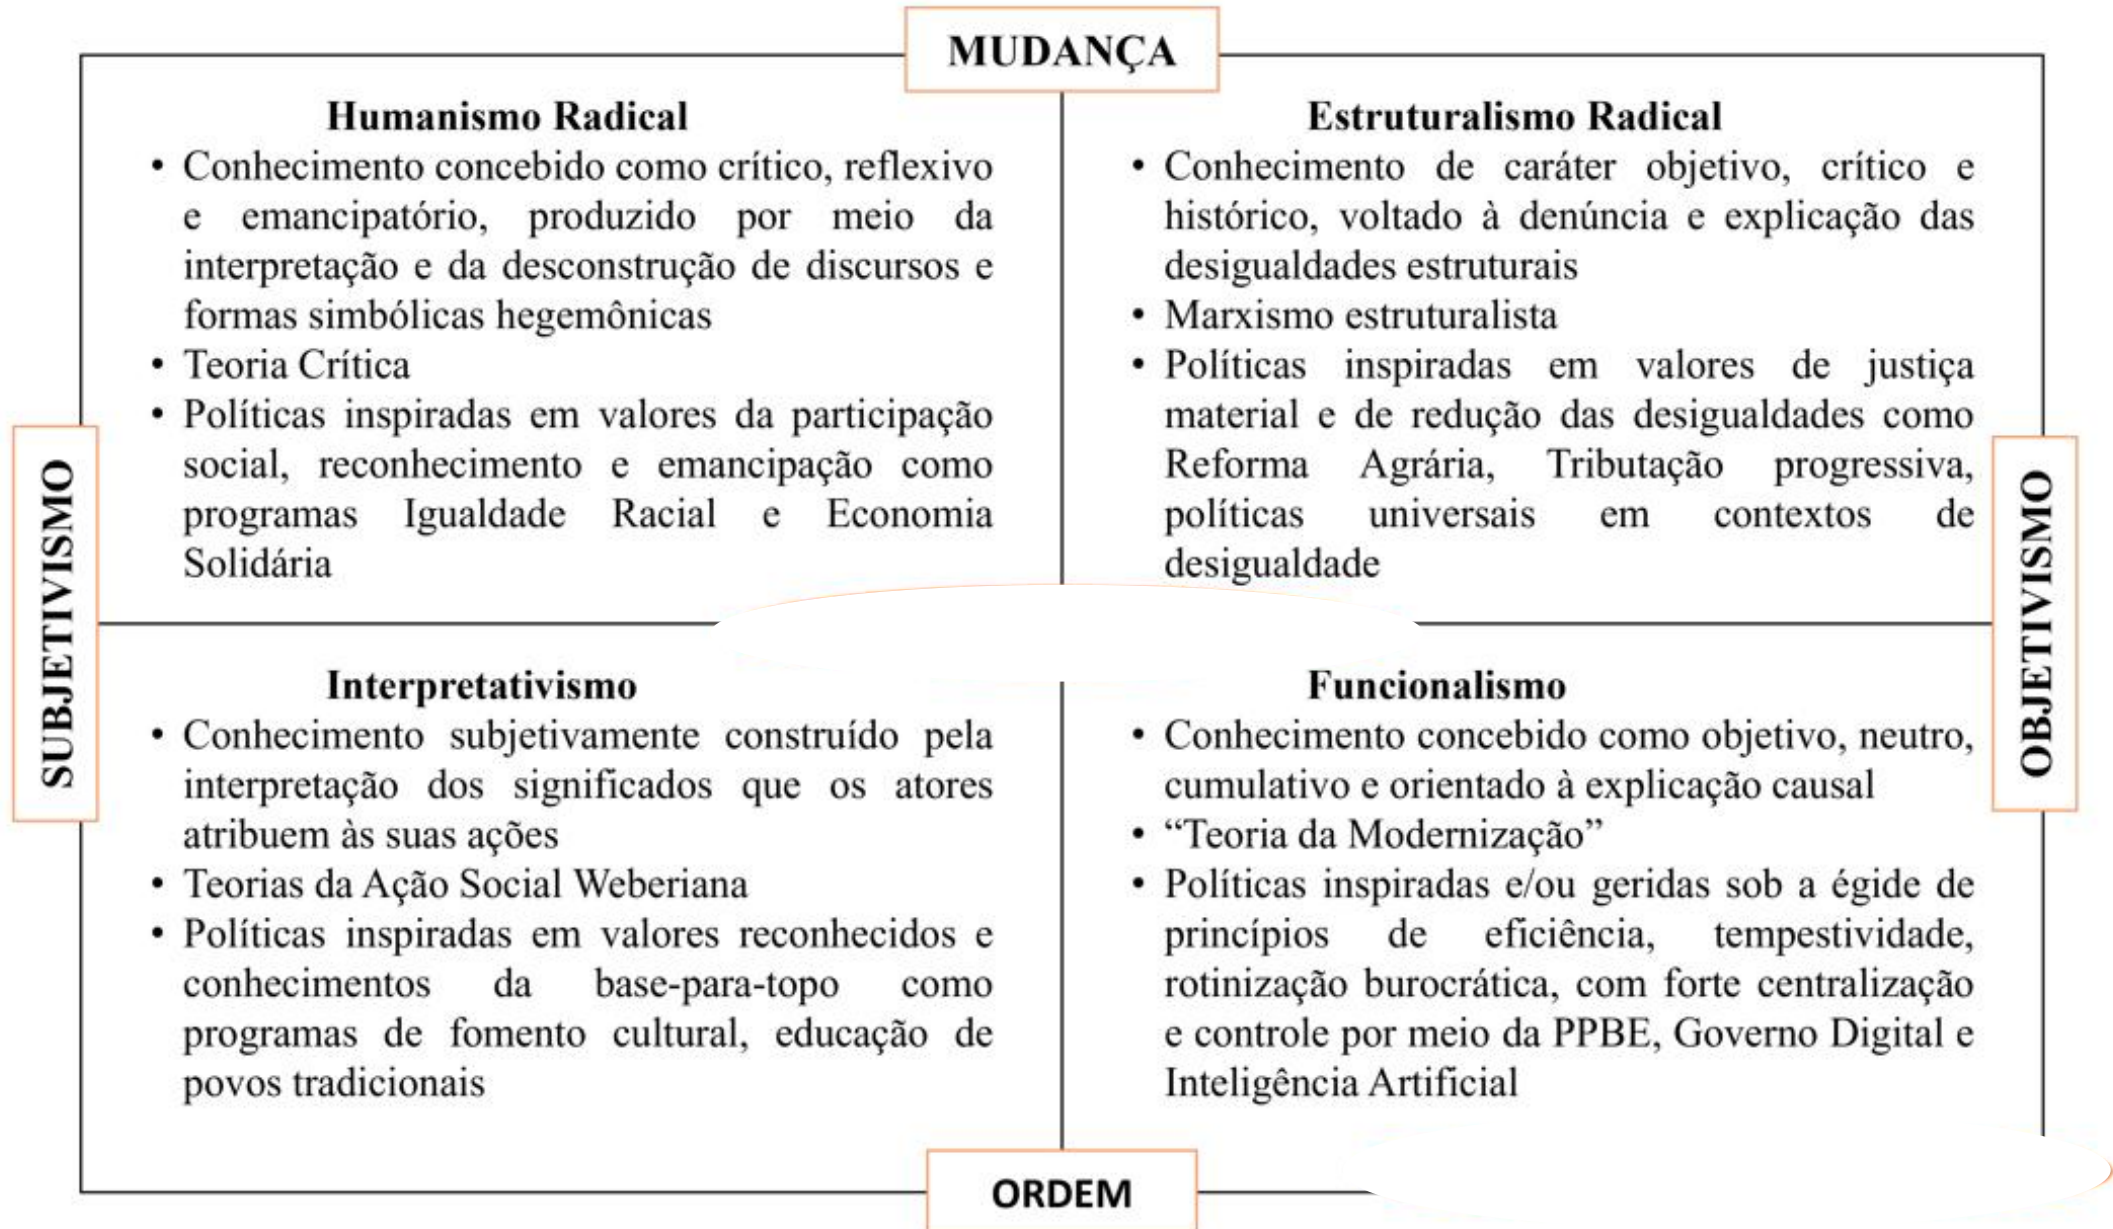 MUDANÇA
Humanismo Radical
• Conhecimento concebido como crítico, reflexivo
e emancipatório, produzido por meio da
interpretação e da desconstrução de discursos e
formas simbólicas hegemônicas
• Teoria Crítica
• Políticas inspiradas em valores da participação
social, reconhecimento e emancipação como
programas Igualdade Racial e Economia
Solidária
Estruturalismo Radical
• Conhecimento de caráter objetivo, crítico e
histórico, voltado à denúncia e explicação das
desigualdades estruturais
• Marxismo estruturalista
• Políticas inspiradas em valores de justiça
material e de redução das desigualdades como
Reforma Agrária, Tributação progressiva,
políticas universais em contextos de
desigualdade
SUBJETIVISMO
OBJETIVISMO
Interpretativismo
• Conhecimento subjetivamente construído pela
interpretação dos significados que os atores
atribuem às suas ações
• Teorias da Ação Social Weberiana
• Políticas inspiradas em valores reconhecidos e
conhecimentos da base-para-topo como
programas de fomento cultural, educação de
povos tradicionais
Funcionalismo
• Conhecimento concebido como objetivo, neutro,
cumulativo e orientado à explicação causal
• “Teoria da Modernização”
• Políticas inspiradas e/ou geridas sob a égide de
princípios de eficiência, tempestividade,
rotinização burocrática, com forte centralização
e controle por meio da PPBE, Governo Digital e
Inteligência Artificial
ORDEM